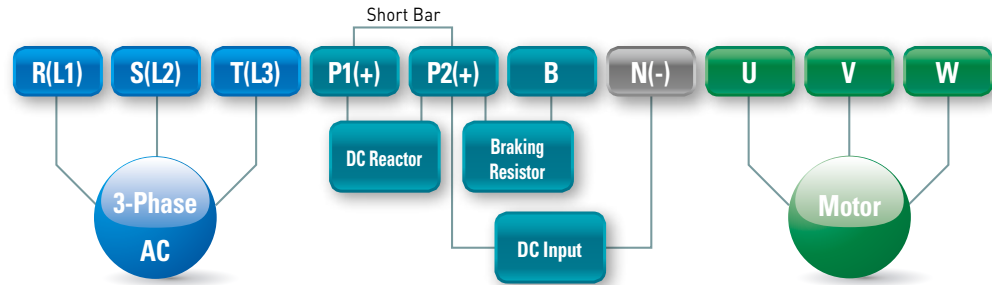 Short Bar
R(L1)
S(L2)
T(L3)
P1(+)
P2(+)
B
N(-)
U
V
W
DC Reactor
Braking
Resistor
3-Phase
AC
Motor
DC Input